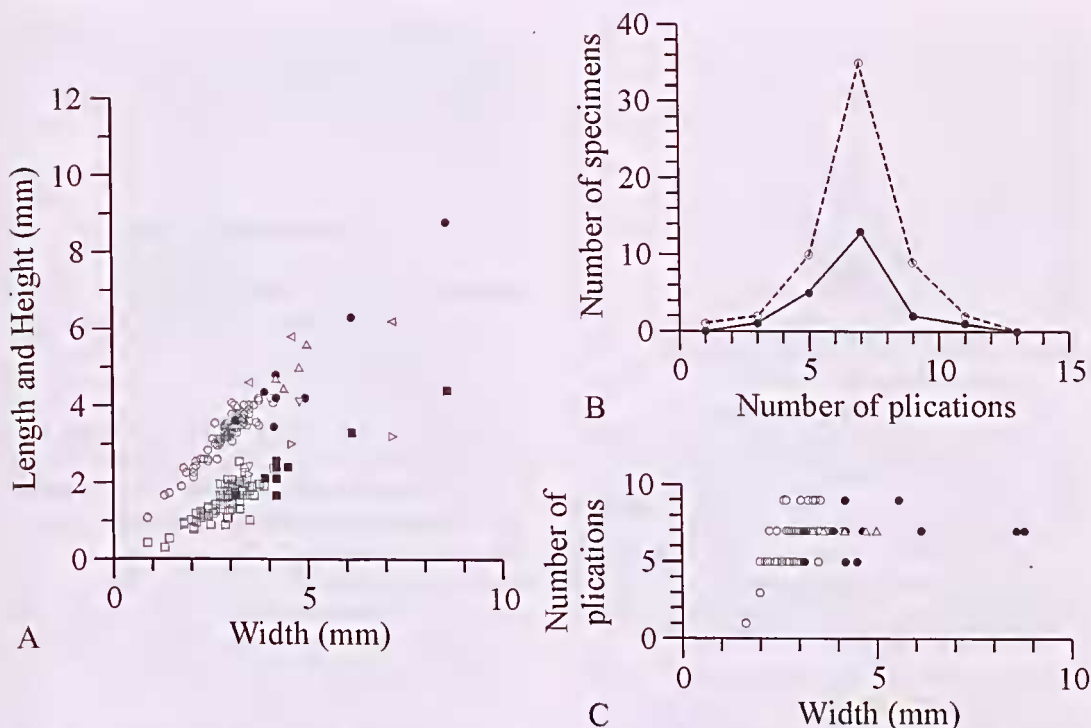 12
10
8
6
4
2
0
0
5
10
Length and Height (mm)
Width (mm)
A
40
30
20
10
0
0
5
10
15
Number of specimens
Number of plications
B
10
5
0
0
5
10
Number of
plications
Width (mm)
C